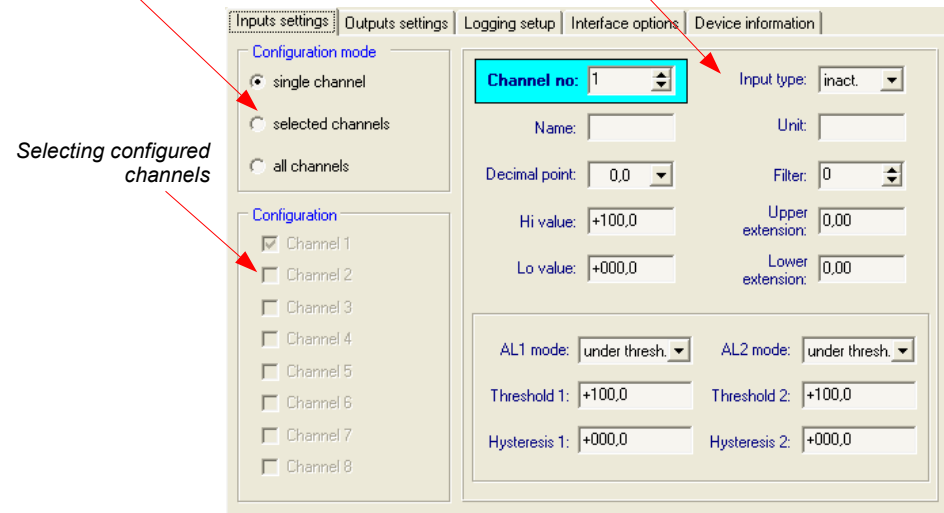 Inputs settings Outputs settings Logging setup Interface options Device information
Configuration mode
single channel
selected channels
all channels
Selecting configured
channels
Configuration
Channel 1
Channel 2
Channel 3
Channel 4
Channel 5
Channel 6
Channel 7
Channel 8
Channel no: 1 Input type: inact.
Name: Unit:
Decimal point: 0,0 Filter: 0
Hi value: +100,0 Upper extension: 0,00
Lo value: +000,0 Lower extension: 0,00
AL1 mode: under thresh. AL2 mode: under thresh.
Threshold 1: +100,0 Threshold 2: +100,0
Hysteresis 1: +000,0 Hysteresis 2: +000,0